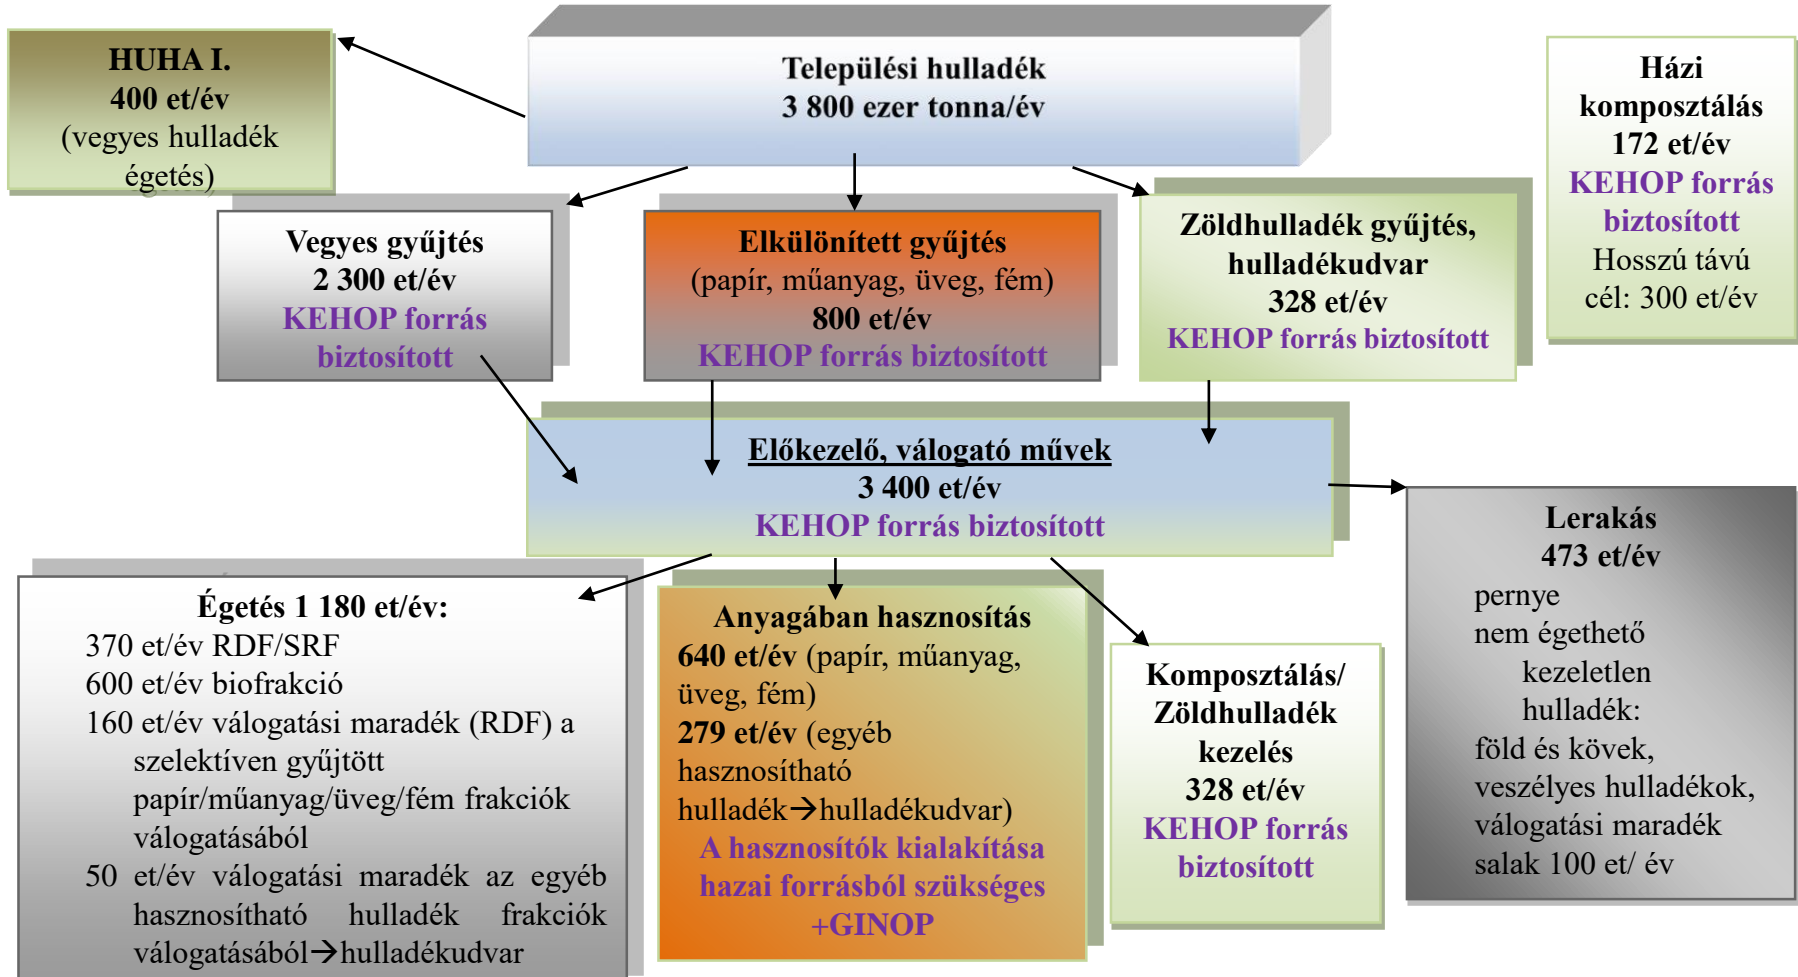 HUHA I.
400 et/év
(vegyes hulladék
égetés)
Települési hulladék
3 800 ezer tonna/év
Házi
komposztálás
172 et/év
KEHOP forrás
biztosított
Hosszú távú
cél: 300 et/év
Vegyes gyűjtés
2 300 et/év
KEHOP forrás
biztosított
Elkülönített gyűjtés
(papír, műanyag, üveg, fém)
800 et/év
KEHOP forrás biztosított
Zöldhulladék gyűjtés,
hulladékudvar
328 et/év
KEHOP forrás biztosított
Előkezelő, válogató művek
3 400 et/év
KEHOP forrás biztosított
Lerakás
473 et/év
pernye
nem égethető
kezeletlen
hulladék:
föld és kövek,
veszélyes hulladékok,
válogatási maradék
salak 100 et/ év
Égetés 1 180 et/év:
370 et/év RDF/SRF
600 et/év biofrakció
160 et/év válogatási maradék (RDF) a
szelektíven gyűjtött
papír/műanyag/üveg/fém frakciók
válogatásából
50 et/év válogatási maradék az egyéb
hasznosítható hulladék frakciók
válogatásából→hulladékudvar
Anyagában hasznosítás
640 et/év (papír, műanyag,
üveg, fém)
279 et/év (egyéb
hasznosítható
hulladék→hulladékudvar)
A hasznosítók kialakítása
hazai forrásból szükséges
+GINOP
Komposztálás/
Zöldhulladék
kezelés
328 et/év
KEHOP forrás
biztosított